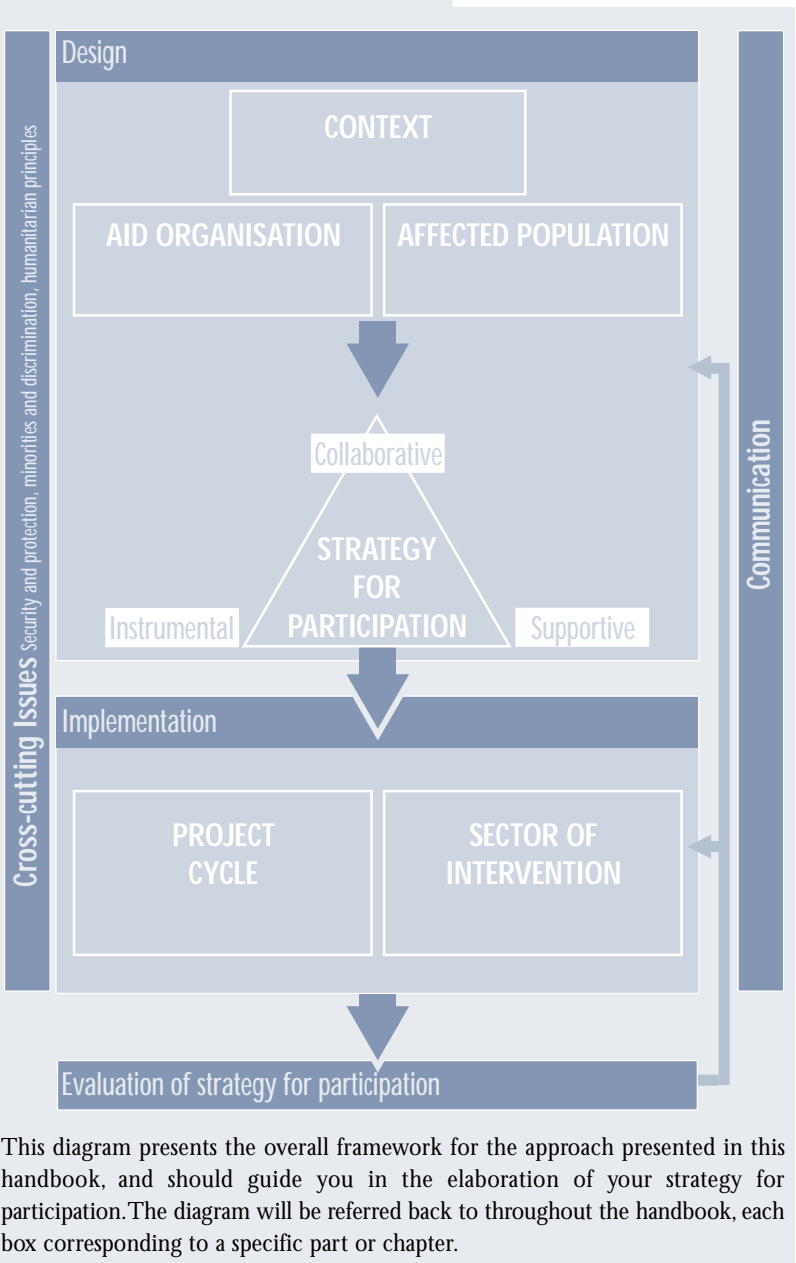 Design
CONTEXT
AID ORGANISATION
AFFECTED POPULATION
Collaborative
STRATEGY
FOR
PARTICIPATION
Instrumental
Supportive
Implementation
PROJECT
CYCLE
SECTOR OF
INTERVENTION
Evaluation of strategy for participation
Cross-cutting Issues Security and protection, minorities and discrimination, humanitarian principles
Communication
This diagram presents the overall framework for the approach presented in this
handbook, and should guide you in the elaboration of your strategy for
participation.The diagram will be referred back to throughout the handbook, each
box corresponding to a specific part or chapter.